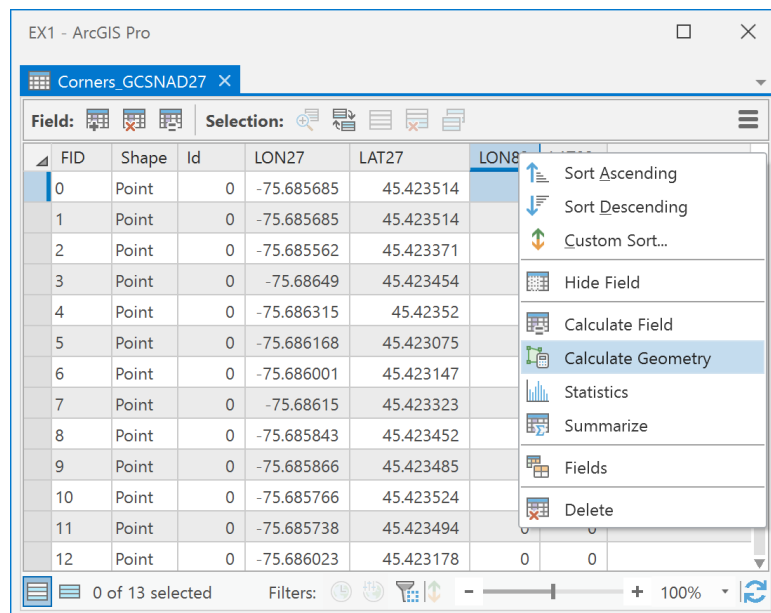 EX1 - ArcGIS Pro
Corners_GCSNAD27
Field: Selection:
FID Shape Id LON27 LAT27
0 Point 0 -75.685685 45.423514
1 Point 0 -75.685685 45.423514
2 Point 0 -75.685562 45.423371
3 Point 0 -75.68649 45.423454
4 Point 0 -75.686315 45.42352
5 Point 0 -75.686168 45.423075
6 Point 0 -75.686001 45.423147
7 Point 0 -75.68615 45.423323
8 Point 0 -75.685843 45.423452
9 Point 0 -75.685866 45.423485
10 Point 0 -75.685766 45.423524
11 Point 0 -75.685738 45.423494 0 0
12 Point 0 -75.686023 45.423178 0 0
Sort Ascending
Sort Descending
Custom Sort...
Hide Field
Calculate Field
Calculate Geometry
Statistics
Summarize
Fields
Delete
0 of 13 selected Filters: - + 100%